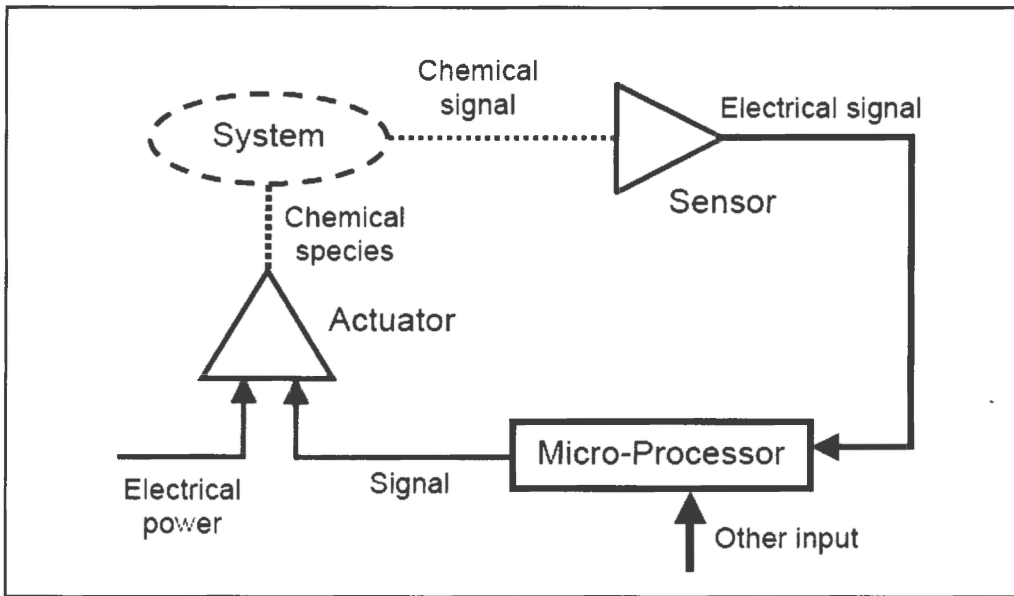 Chemical
signal
Electrical signal
System
Sensor
Chemical
species
Actuator
Micro-Processor
Signal
Electrical
power
Other input